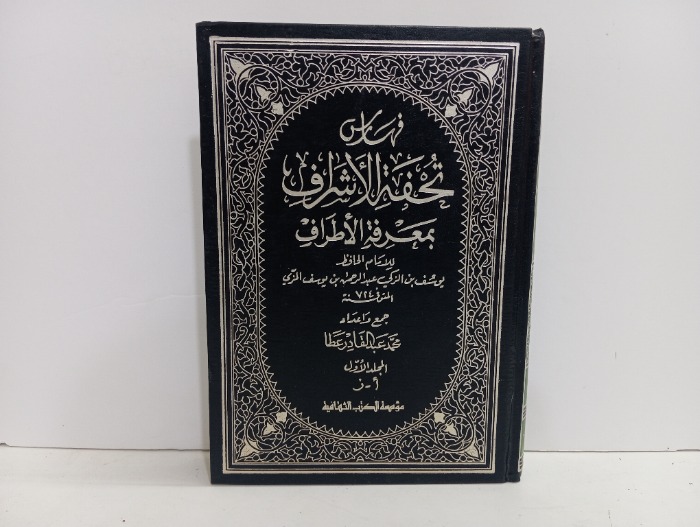 فهارس
تحفة الأشراف
بمعرفة الأطراف
للإمام الحافظ
يوسف بن الزكي عبد الرحمن بن يوسف المزي
المتوفى سنة ٧٤٢
جمع وإعداد
محمد عبد القادر عطا
المجلد الأول
أ - ز
مؤسسة الكتب الثقافية